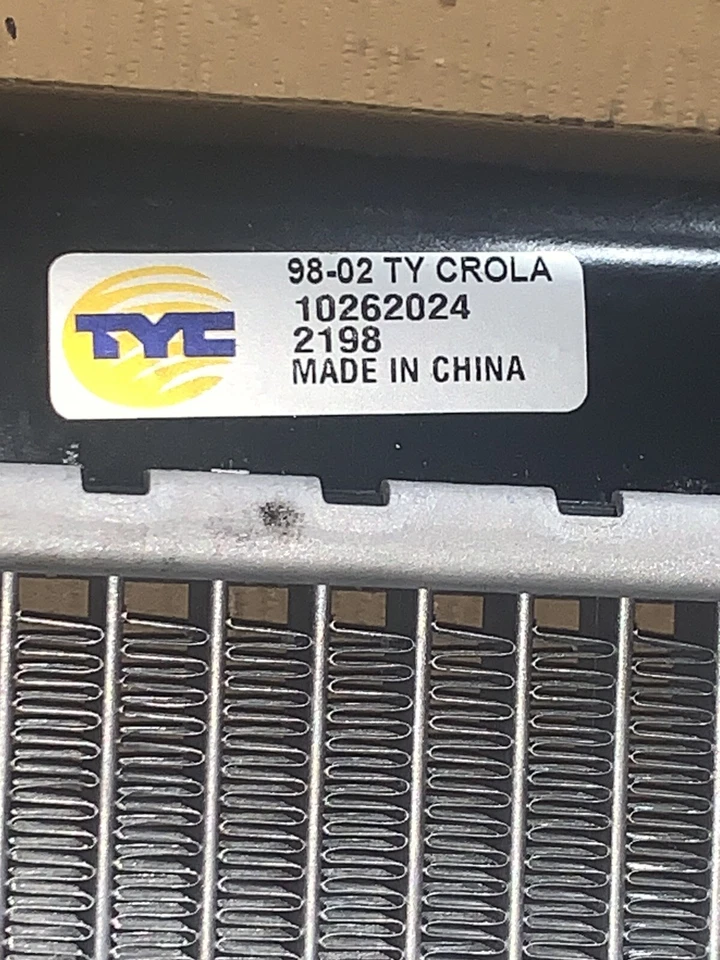 TYC
98-02 TY CROLA
10262024
2198
MADE IN CHINA